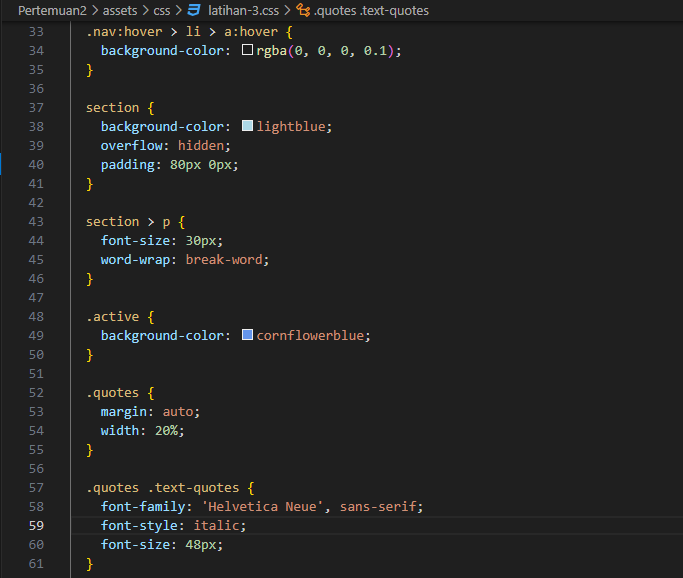 Pertemuan2 > assets > css > latihan-3.css > .quotes .text-quotes
33 .nav:hover > li > a:hover {
34 background-color: rgba(0, 0, 0, 0.1);
35 }
36
37 section {
38 background-color: lightblue;
39 overflow: hidden;
40 padding: 80px 0px;
41 }
42
43 section > p {
44 font-size: 30px;
45 word-wrap: break-word;
46 }
47
48 .active {
49 background-color: cornflowerblue;
50 }
51
52 .quotes {
53 margin: auto;
54 width: 20%;
55 }
56
57 .quotes .text-quotes {
58 font-family: 'Helvetica Neue', sans-serif;
59 font-style: italic;
60 font-size: 48px;
61 }